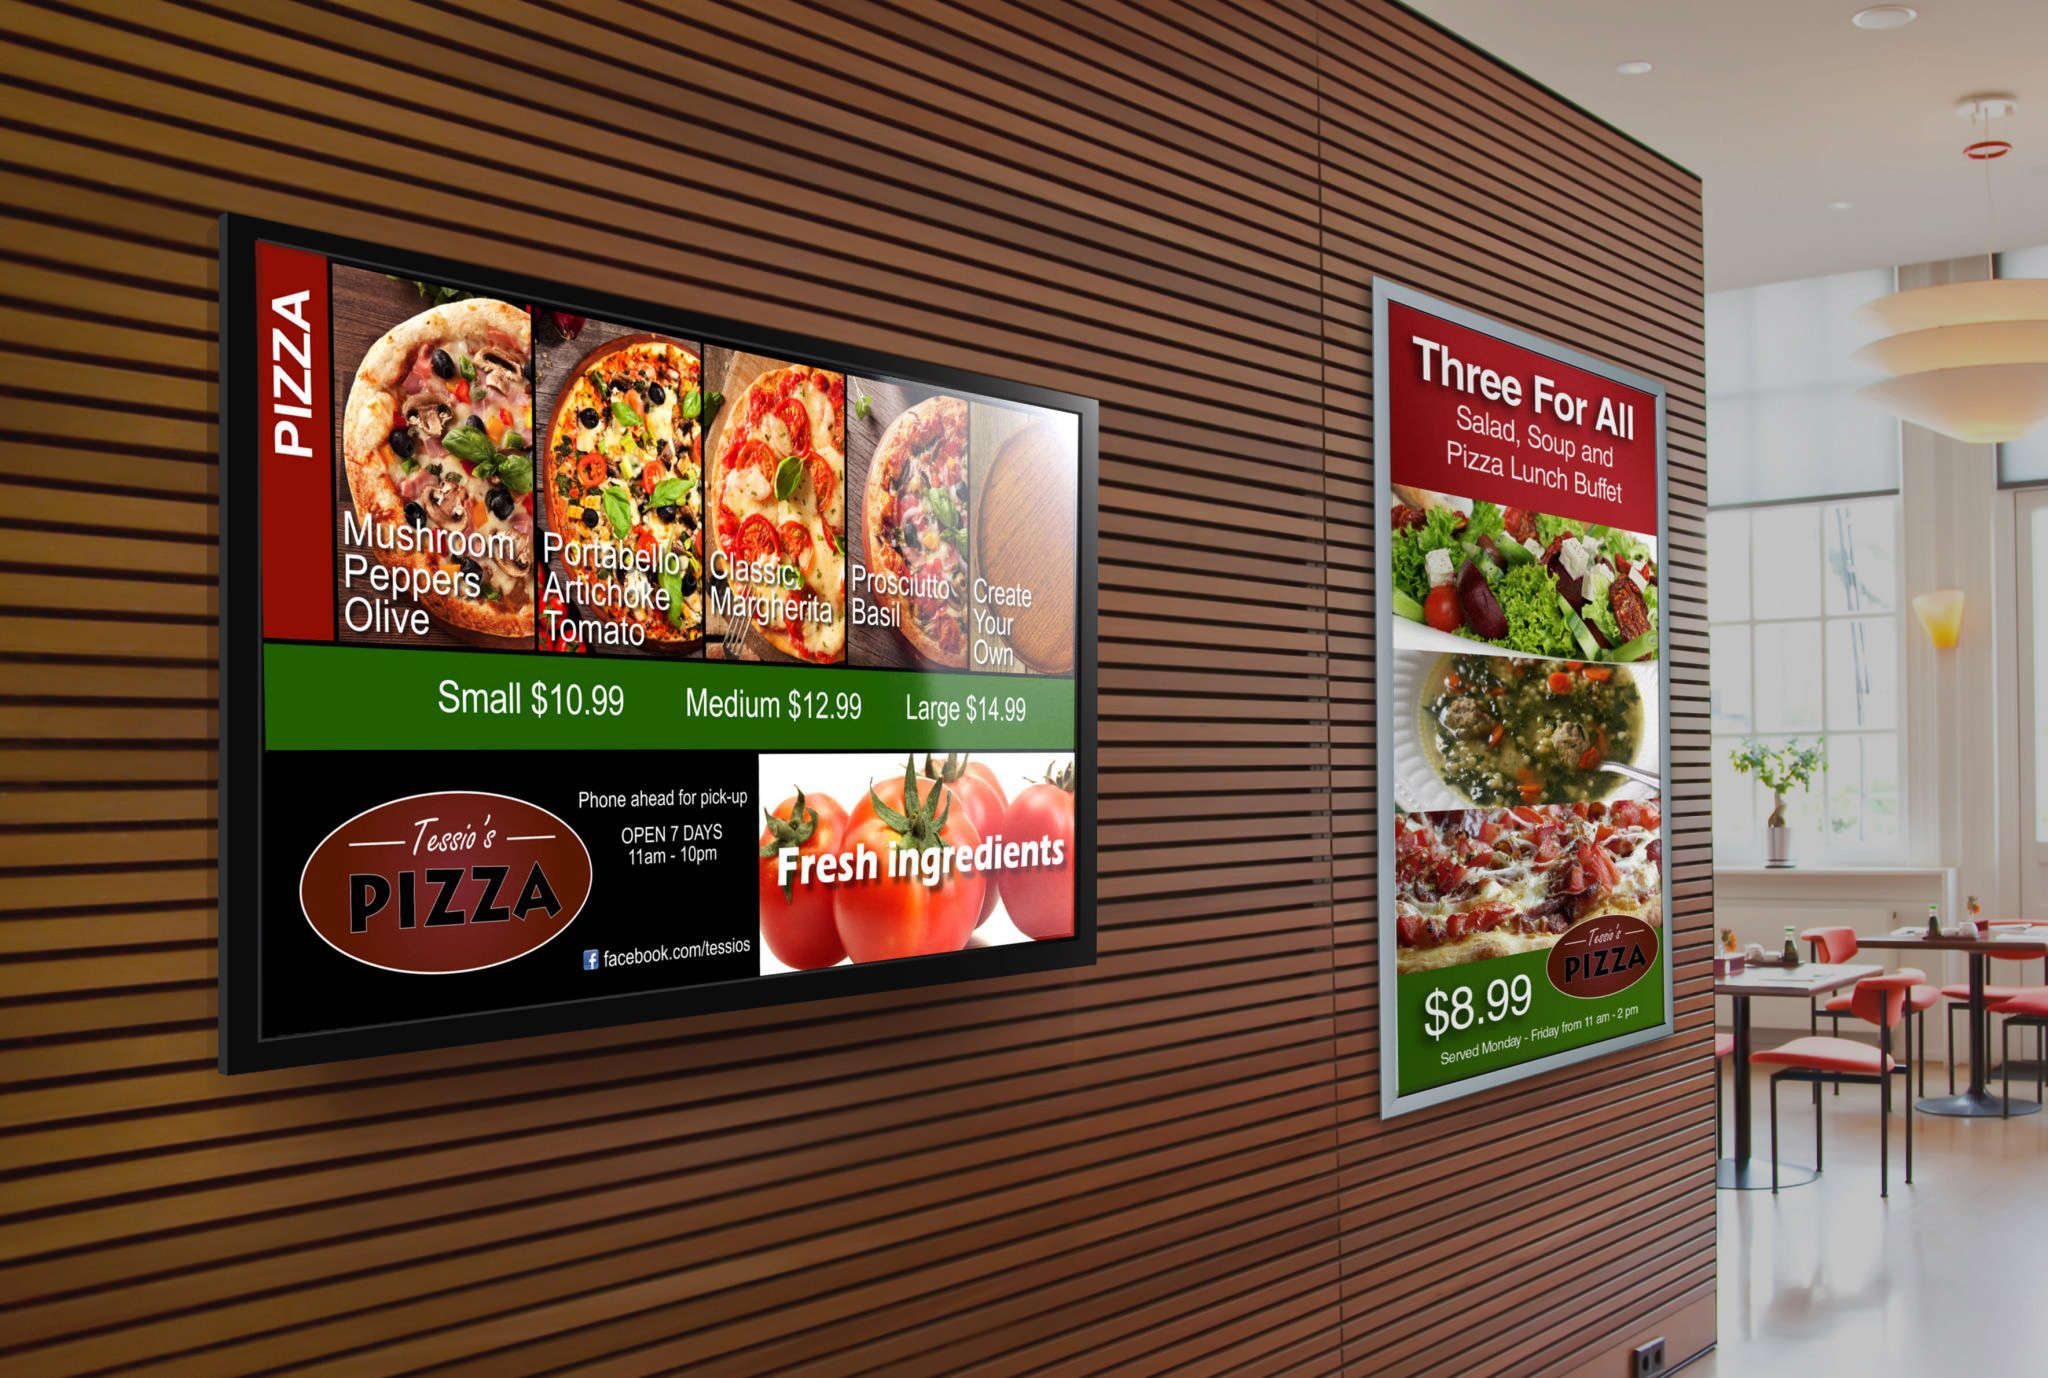 PIZZA
Mushroom
Peppers
Olive
Portabello
Artichoke
Tomato
Classic
Margherita
Prosciutto
Basil
Create
Your
Own
Small $10.99
Medium $12.99
Large $14.99
Tessio's
PIZZA
Phone ahead for pick-up
OPEN 7 DAYS
11am - 10pm
facebook.com/tessios
Fresh ingredients
Three For All
Salad, Soup and
Pizza Lunch Buffet
Tessio's
PIZZA
$8.99
Served Monday - Friday from 11 am - 2 pm